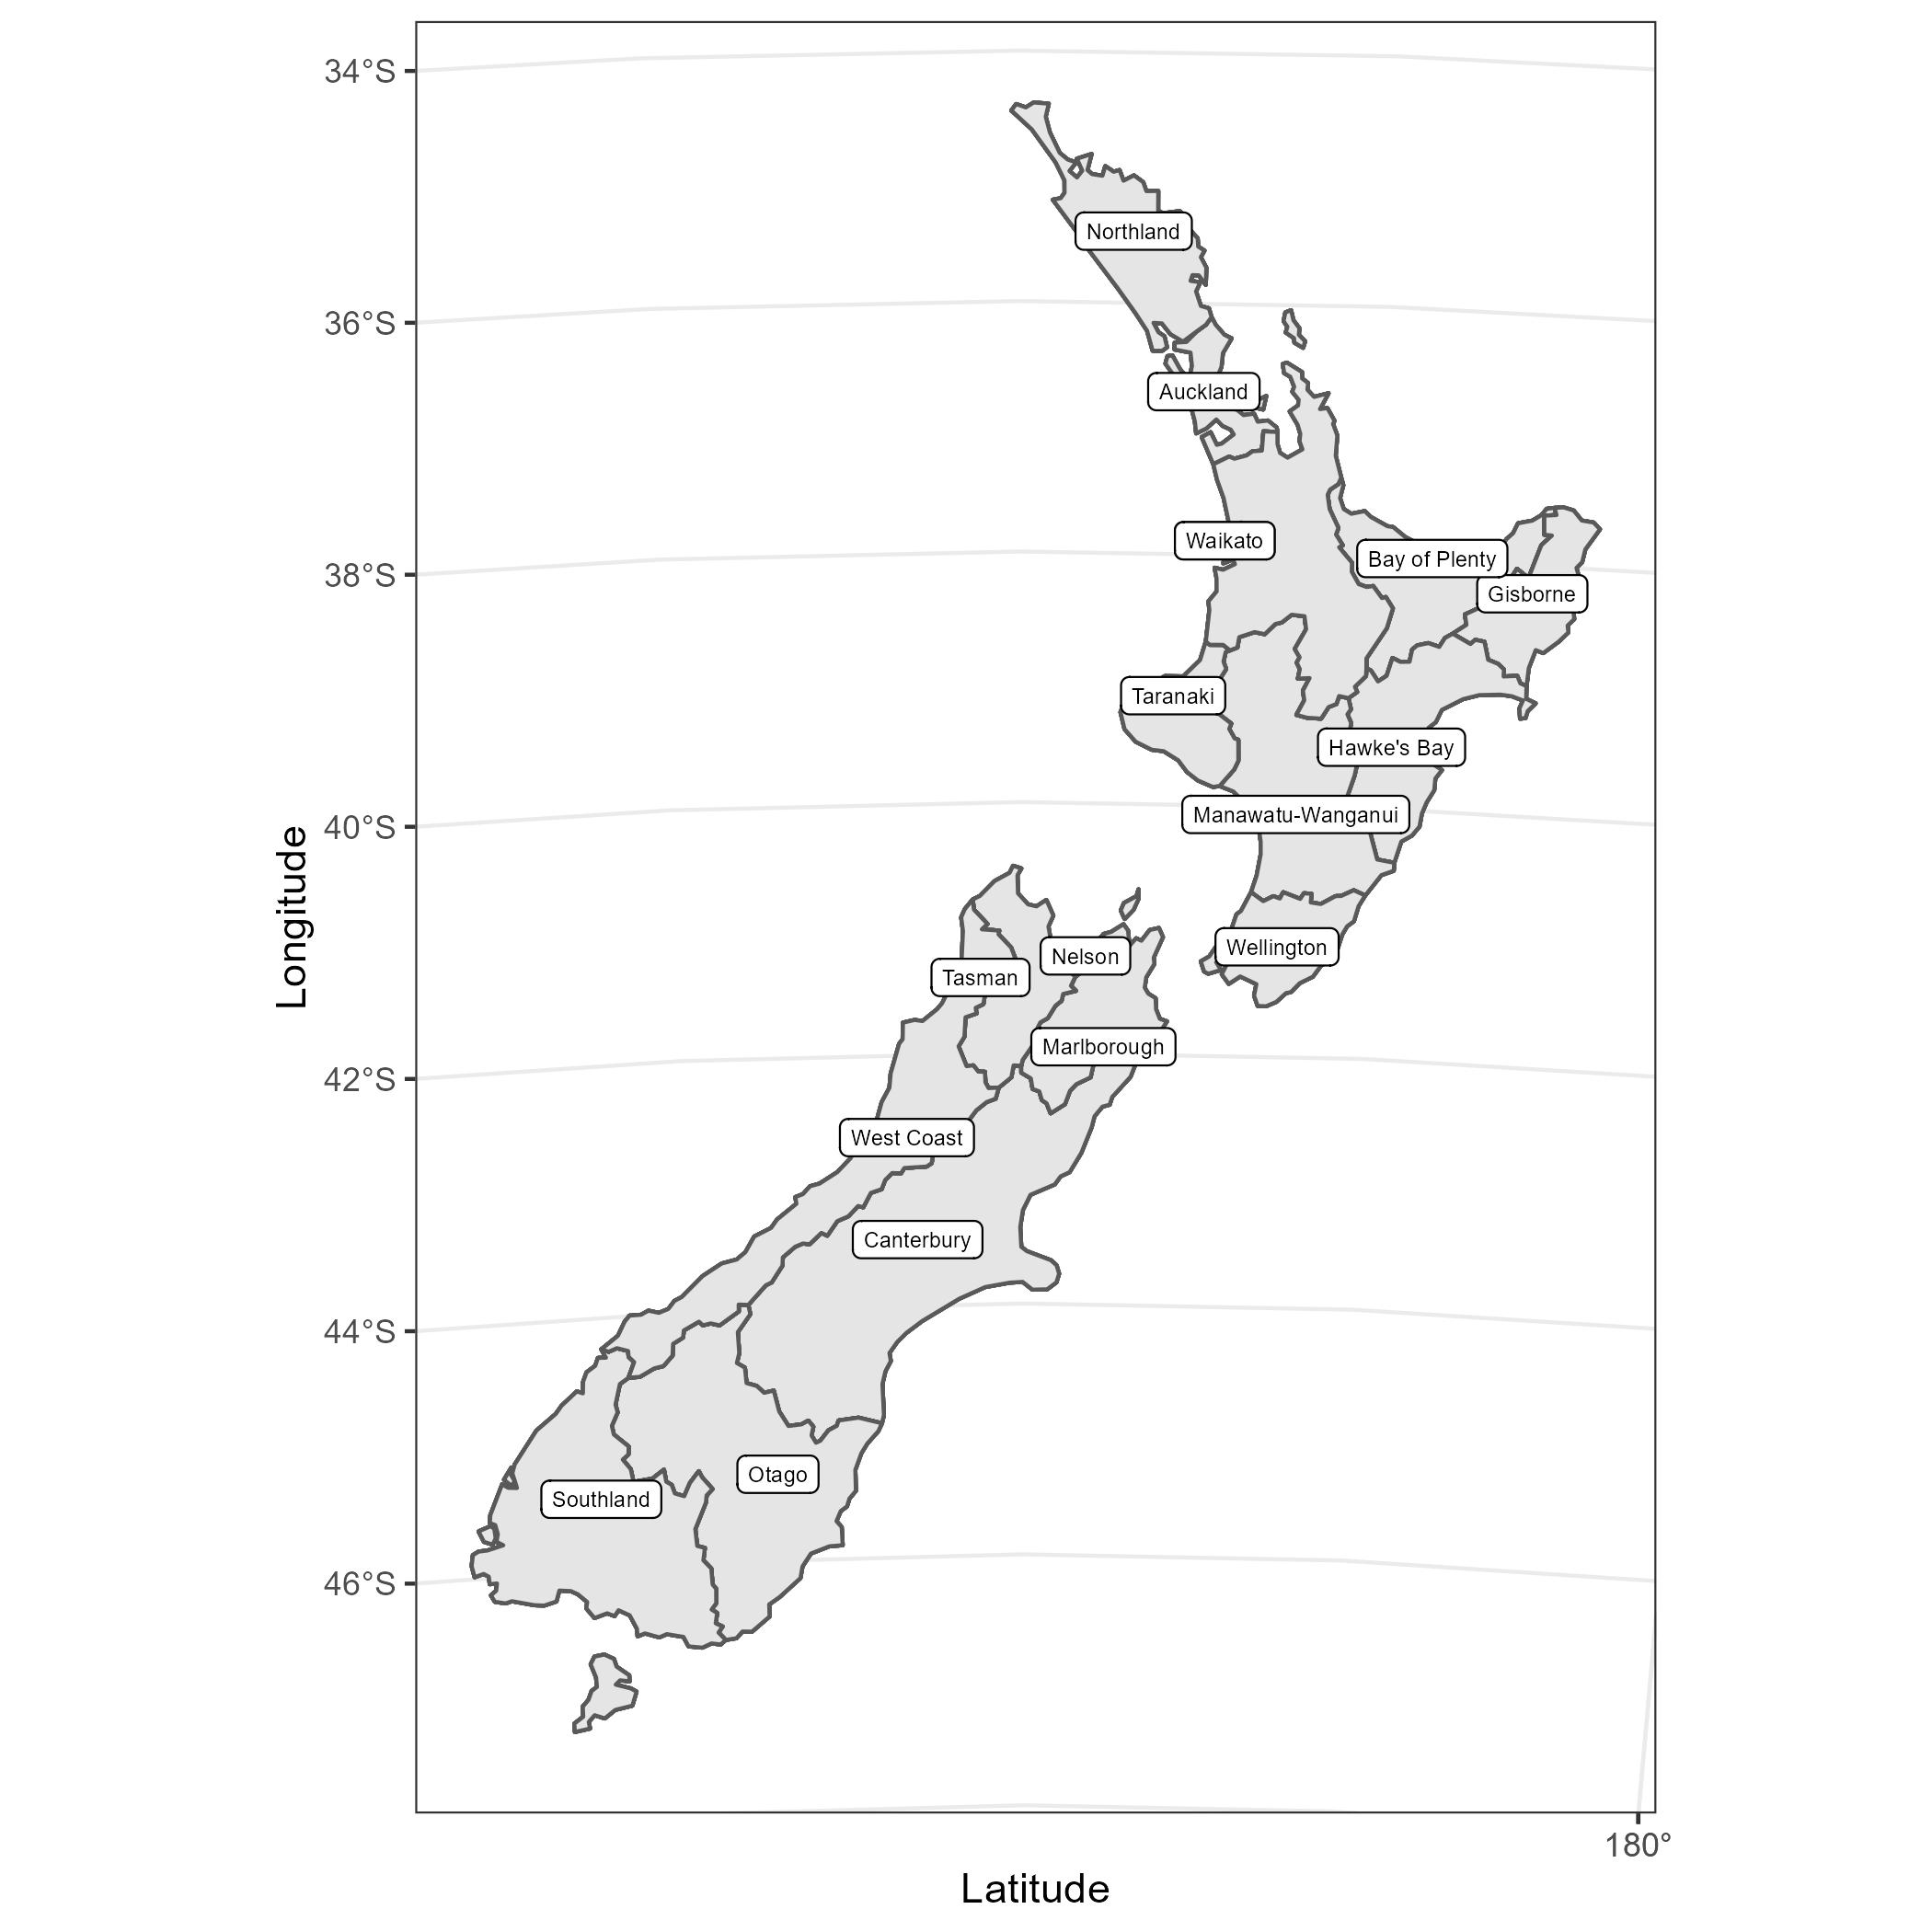 34°S
Northland
36°S
Auckland
Waikato
Bay of Plenty
38°S
Gisborne
Taranaki
Hawke's Bay
Manawatu-Wanganui
40°S
Longitude
Wellington
Nelson
Tasman
Marlborough
42°S
West Coast
Canterbury
44°S
Otago
Southland
46°S
180°
Latitude